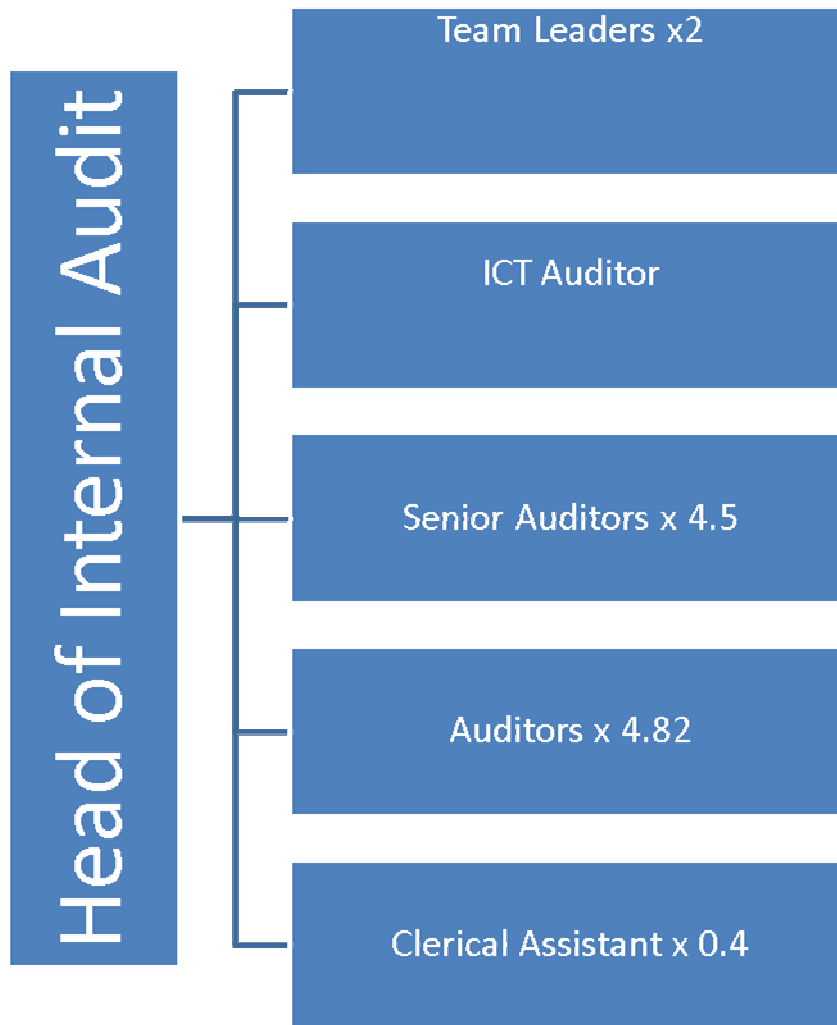 Head of Internal Audit
Team Leaders x2
ICT Auditor
Senior Auditors x 4.5
Auditors x 4.82
Clerical Assistant x 0.4